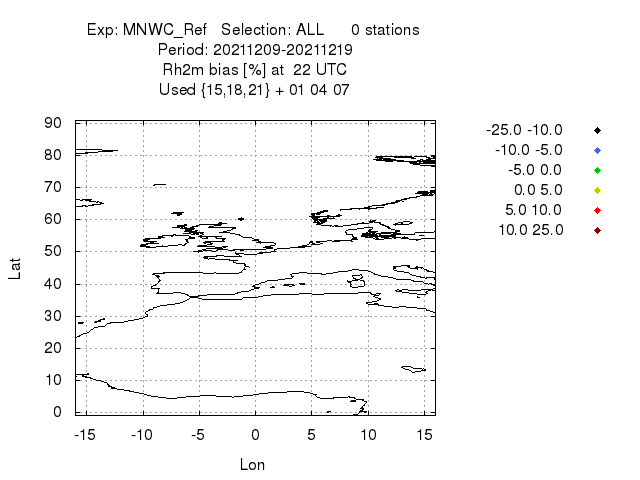 Exp: MNWC_Ref   Selection: ALL      0 stations
Period: 20211209-20211219
Rh2m bias [%] at  22 UTC
Used {15,18,21} + 01 04 07
-25.0 -10.0
-10.0 -5.0
-5.0 0.0
0.0 5.0
5.0 10.0
10.0 25.0
90
80
70
60
50
40
30
20
10
0
Lat
-15 -10 -5 0 5 10 15
Lon